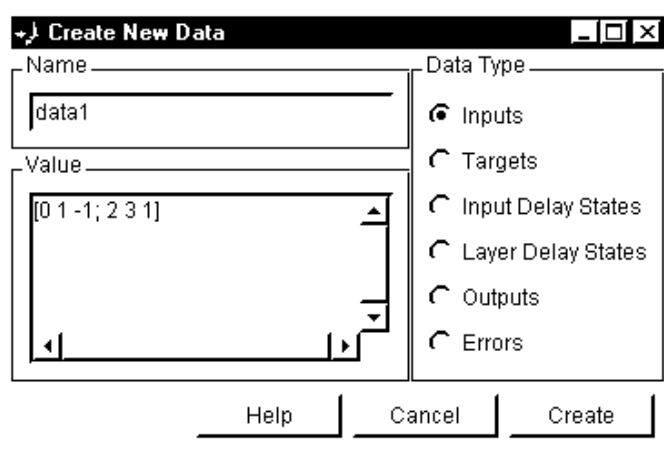 Create New Data
Name
data1
Value
[0 1 -1; 2 3 1]
Data Type
Inputs
Targets
Input Delay States
Layer Delay States
Outputs
Errors
Help
Cancel
Create